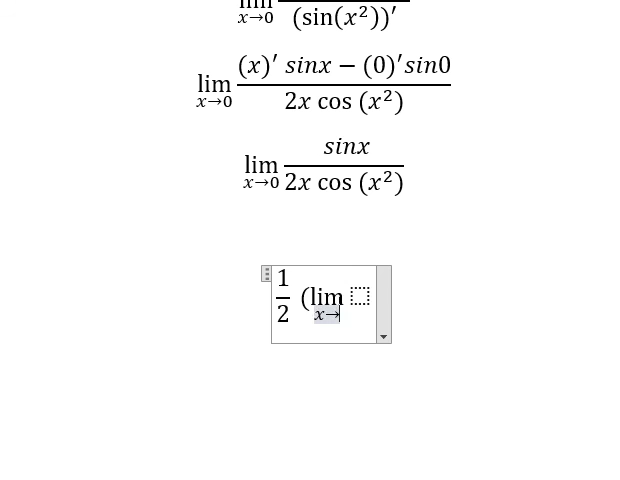 lim x→0 /(sin(x²))′
lim x→0 (x)′ sinx − (0)′sin0 / 2x cos (x²)
lim x→0 sinx / 2x cos (x²)
1/2 (lim x→